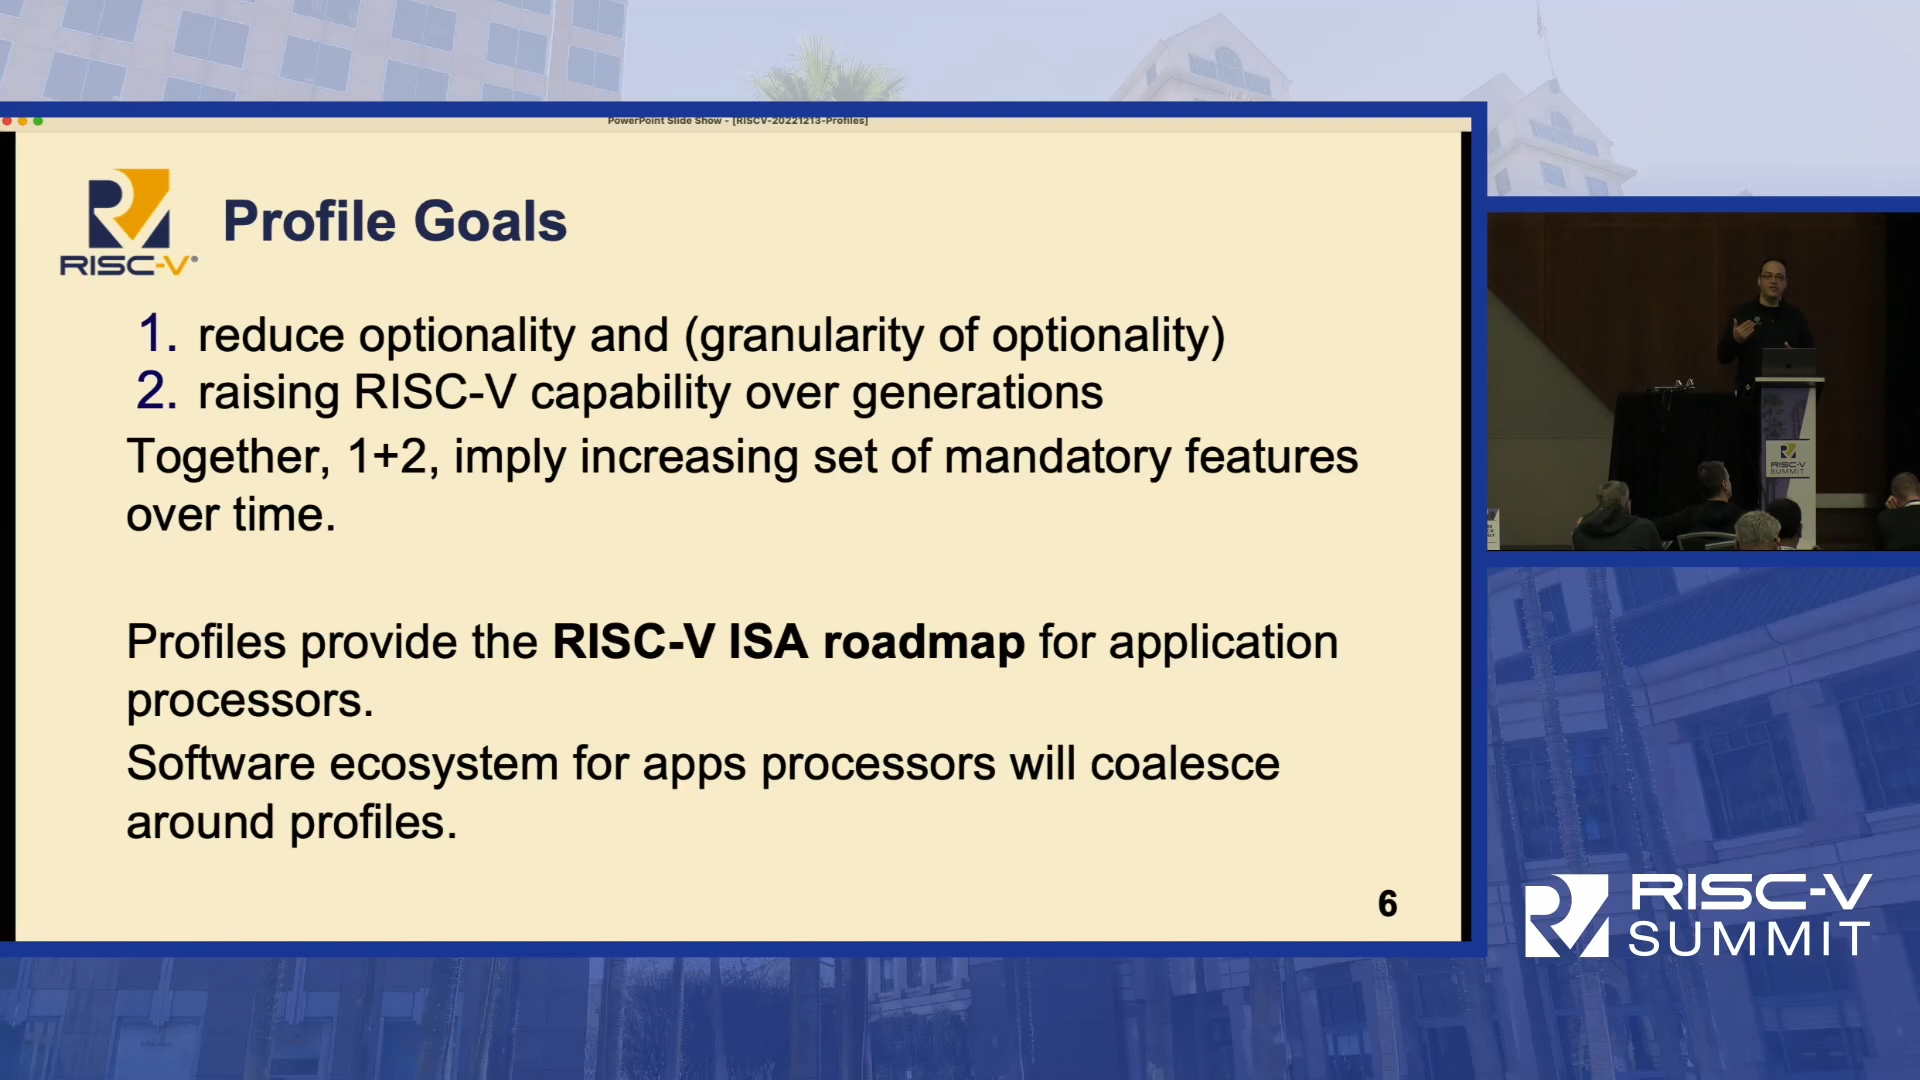 PowerPoint Slide Show - [RISCV-20221213-Profiles]
RISC-V®
Profile Goals
1. reduce optionality and (granularity of optionality)
2. raising RISC-V capability over generations
Together, 1+2, imply increasing set of mandatory features
over time.
Profiles provide the RISC-V ISA roadmap for application
processors.
Software ecosystem for apps processors will coalesce
around profiles.
6
RISC-V
SUMMIT
RISC-V
SUMMIT